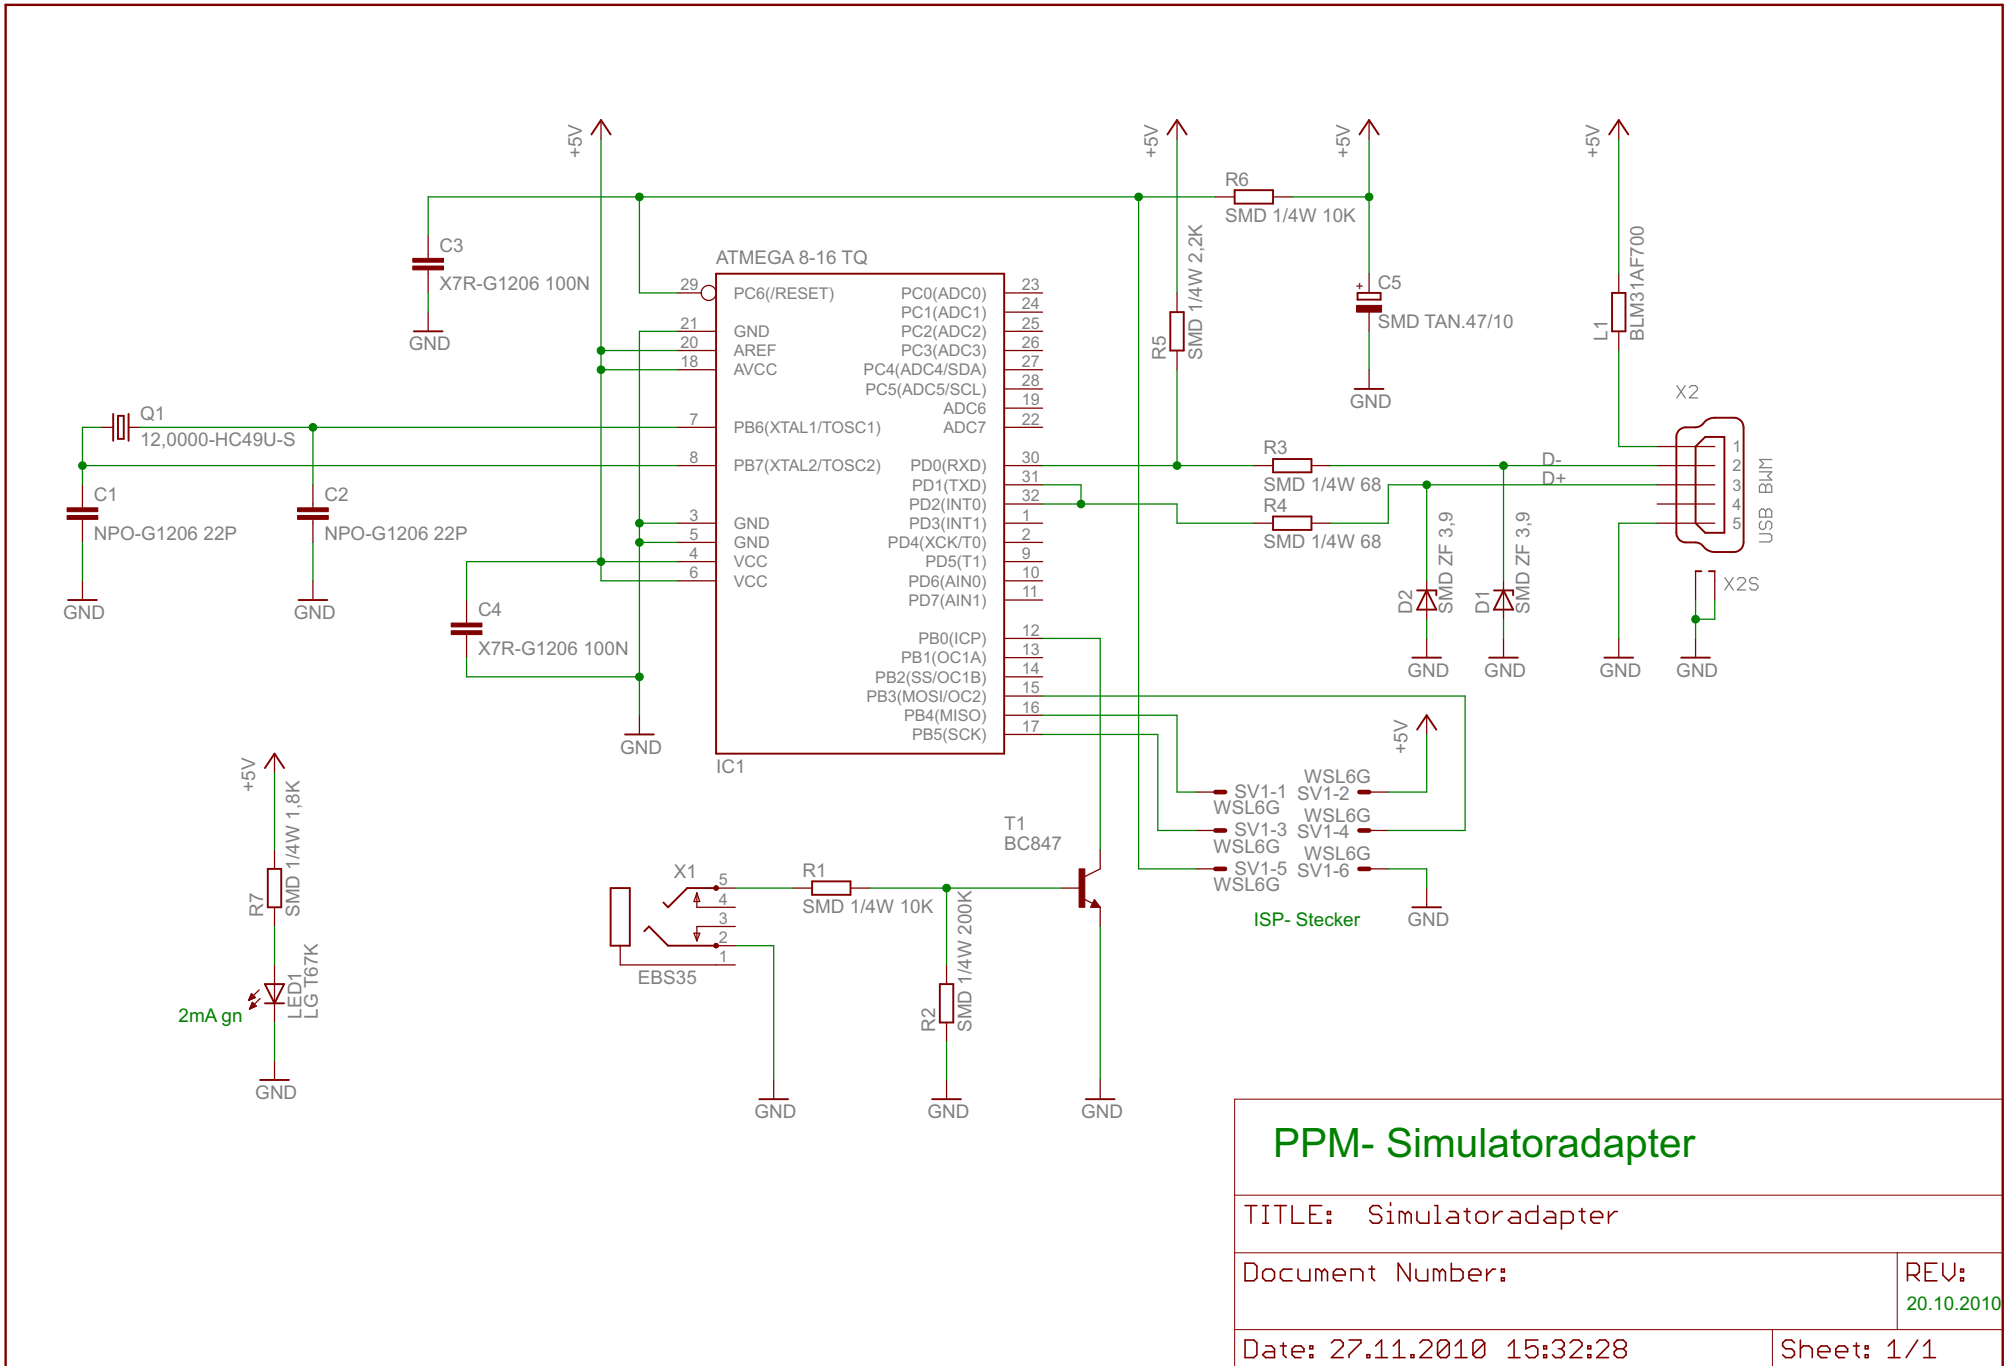 +5V
+5V
+5V
+5V
R6
SMD 1/4W 10K
C3
X7R-G1206 100N
GND
ATMEGA 8-16 TQ
29
PC6(/RESET)
21
GND
20
AREF
18
AVCC
7
PB6(XTAL1/TOSC1)
8
PB7(XTAL2/TOSC2)
3
GND
5
GND
4
VCC
6
VCC
PC0(ADC0)
23
PC1(ADC1)
24
PC2(ADC2)
25
PC3(ADC3)
26
PC4(ADC4/SDA)
27
PC5(ADC5/SCL)
28
ADC6
19
ADC7
22
PD0(RXD)
30
PD1(TXD)
31
PD2(INT0)
32
PD3(INT1)
1
PD4(XCK/T0)
2
PD5(T1)
9
PD6(AIN0)
10
PD7(AIN1)
11
PB0(ICP)
12
PB1(OC1A)
13
PB2(SS/OC1B)
14
PB3(MOSI/OC2)
15
PB4(MISO)
16
PB5(SCK)
17
IC1
R5
SMD 1/4W 2,2K
C5
+
SMD TAN.47/10
GND
L1
BLM31AF700
X2
1
2
3
4
5
USB BWM
X2S
Q1
12,0000-HC49U-S
C1
NPO-G1206 22P
GND
C2
NPO-G1206 22P
GND
C4
X7R-G1206 100N
GND
R3
SMD 1/4W 68
R4
SMD 1/4W 68
D-
D+
D2
SMD ZF 3,9
D1
SMD ZF 3,9
GND
GND
GND
GND
+5V
R7
SMD 1/4W 1,8K
LED1
LG T67K
2mA gn
GND
X1
5
4
3
2
1
EBS35
GND
R1
SMD 1/4W 10K
R2
SMD 1/4W 200K
GND
T1
BC847
GND
+5V
SV1-1
WSL6G
WSL6G
SV1-2
SV1-3
WSL6G
WSL6G
SV1-4
SV1-5
WSL6G
WSL6G
SV1-6
ISP- Stecker
GND
PPM- Simulatoradapter
TITLE: Simulatoradapter
Document Number:
REV:
20.10.2010
Date: 27.11.2010 15:32:28
Sheet: 1/1